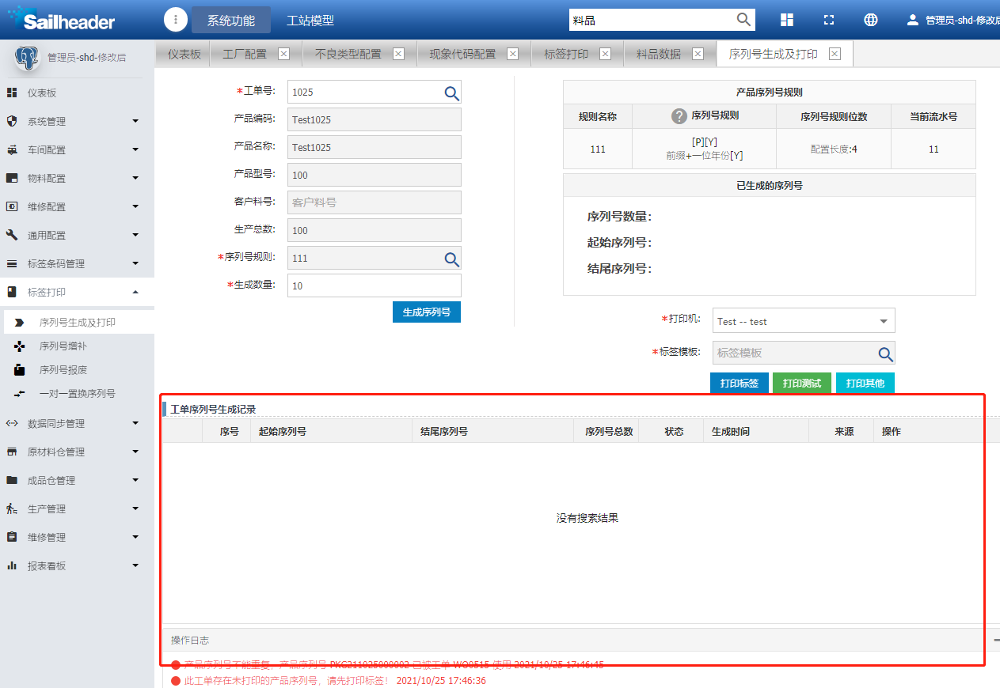 Sailheader
系统功能
工站模型
料品
管理员-shd-修改后
管理员-shd-修改后
仪表板
工厂配置
不良类型配置
现象代码配置
标签打印
料品数据
序列号生成及打印
仪表板
系统管理
车间配置
物料配置
维修配置
通用配置
标签条码管理
标签打印
序列号生成及打印
序列号增补
序列号报废
一对一置换序列号
数据同步管理
原材料仓管理
成品仓管理
生产管理
维修管理
报表看板
*工单号: 1025
产品编码: Test1025
产品名称: Test1025
产品型号: 100
客户料号: 客户料号
生产总数: 100
*序列号规则: 111
*生成数量: 10
生成序列号
产品序列号规则
规则名称 ? 序列号规则 序列号规则位数 当前流水号
111 [P][Y] 配置长度:4 11
前缀+一位年份[Y]
已生成的序列号
序列号数量:
起始序列号:
结尾序列号:
*打印机: Test -- test
*标签模板: 标签模板
打印标签 打印测试 打印其他
工单序列号生成记录
序号 起始序列号 结尾序列号 序列号总数 状态 生成时间 来源 操作
没有搜索结果
操作日志
产品序列号不能重复，产品序列号 PKG211025000002 已被工单 WO0515 使用 2021/10/25 17:46:45
此工单存在未打印的产品序列号，请先打印标签！ 2021/10/25 17:46:36